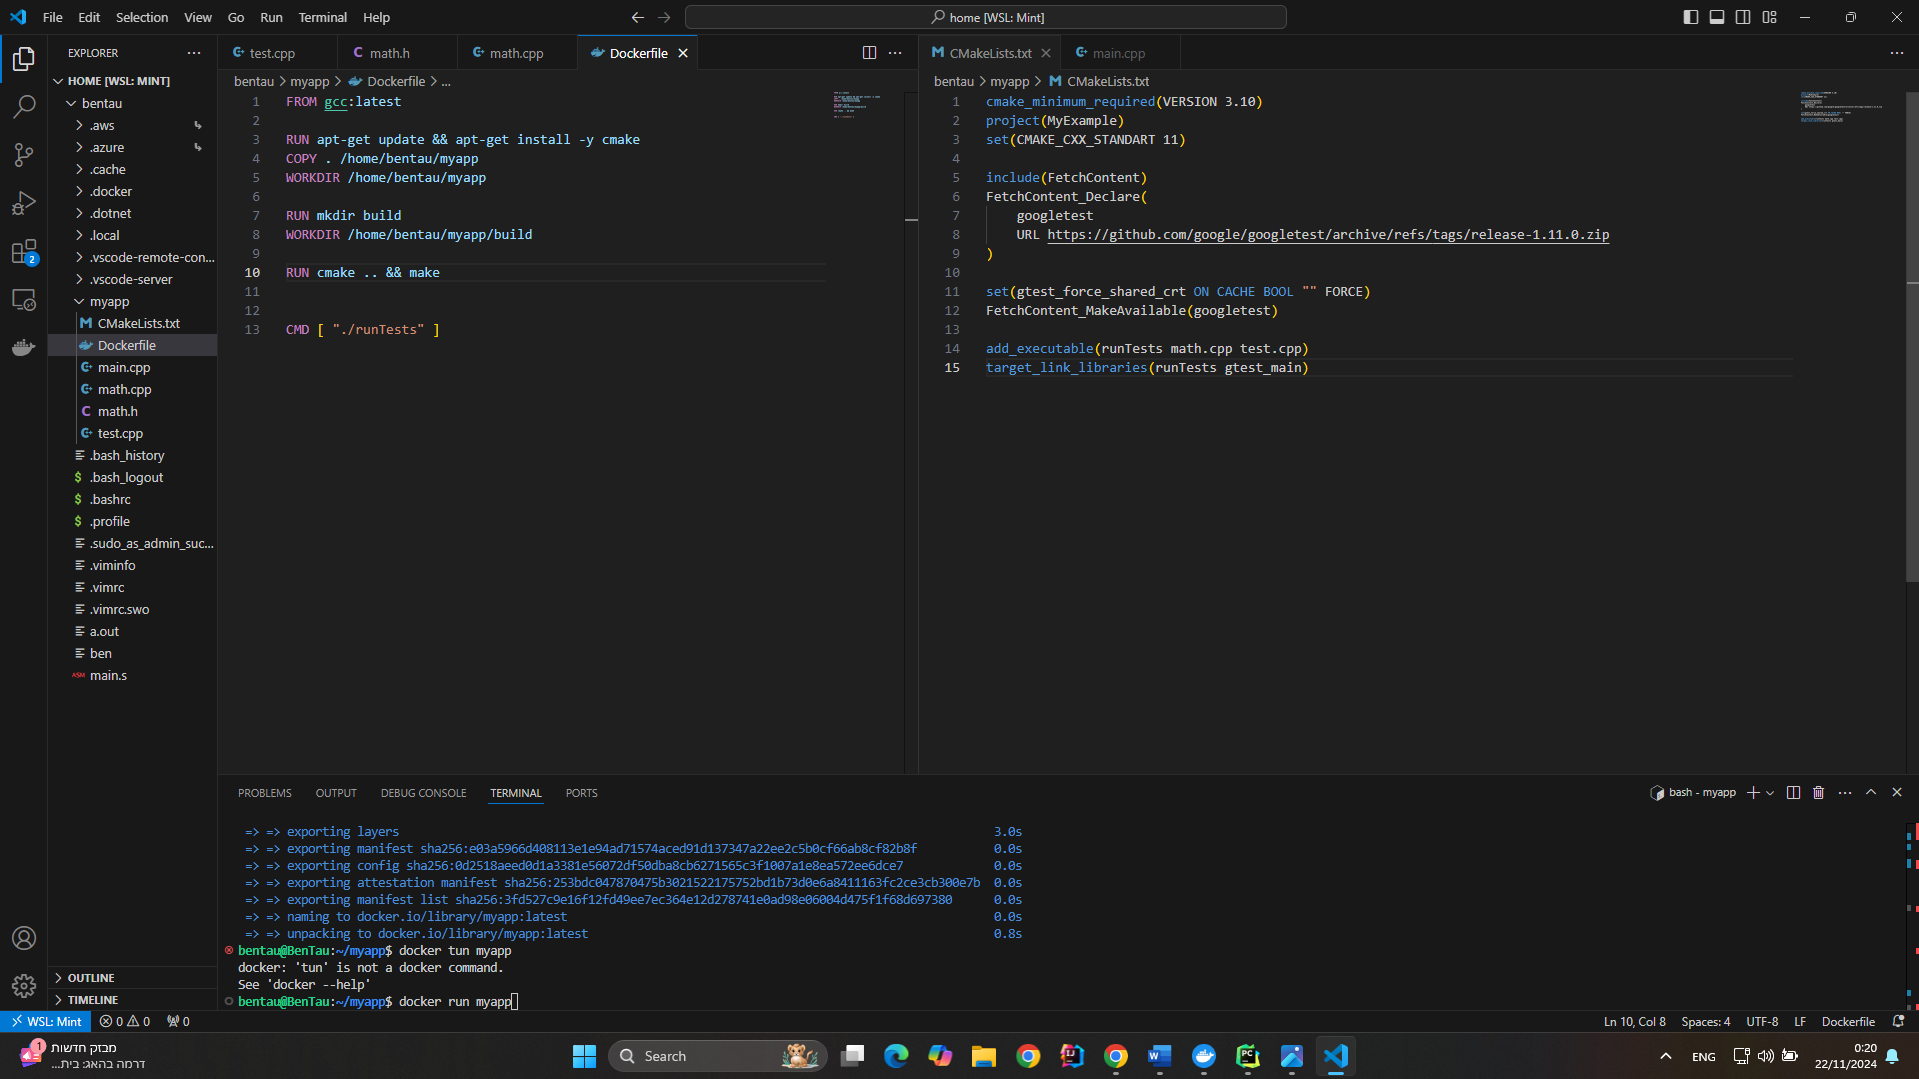 File Edit Selection View Go Run Terminal Help
home [WSL: Mint]
EXPLORER
HOME [WSL: MINT]
bentau
.aws
.azure
.cache
.docker
.dotnet
.local
.vscode-remote-con...
.vscode-server
myapp
CMakeLists.txt
Dockerfile
main.cpp
math.cpp
math.h
test.cpp
.bash_history
.bash_logout
.bashrc
.profile
.sudo_as_admin_suc...
.viminfo
.vimrc
.vimrc.swo
a.out
ben
main.s
OUTLINE
TIMELINE
test.cpp math.h math.cpp Dockerfile
bentau > myapp > Dockerfile > ...
1 FROM gcc:latest
2
3 RUN apt-get update && apt-get install -y cmake
4 COPY . /home/bentau/myapp
5 WORKDIR /home/bentau/myapp
6
7 RUN mkdir build
8 WORKDIR /home/bentau/myapp/build
9
10 RUN cmake .. && make
11
12
13 CMD [ "./runTests" ]
CMakeLists.txt main.cpp
bentau > myapp > CMakeLists.txt
1 cmake_minimum_required(VERSION 3.10)
2 project(MyExample)
3 set(CMAKE_CXX_STANDART 11)
4
5 include(FetchContent)
6 FetchContent_Declare(
7 googletest
8 URL https://github.com/google/googletest/archive/refs/tags/release-1.11.0.zip
9 )
10
11 set(gtest_force_shared_crt ON CACHE BOOL "" FORCE)
12 FetchContent_MakeAvailable(googletest)
13
14 add_executable(runTests math.cpp test.cpp)
15 target_link_libraries(runTests gtest_main)
PROBLEMS OUTPUT DEBUG CONSOLE TERMINAL PORTS
bash - myapp
=> => exporting layers 3.0s
=> => exporting manifest sha256:e03a5966d408113e1e94ad71574aced91d137347a22ee2c5b0cf66ab8cf82b8f 0.0s
=> => exporting config sha256:0d2518aeed0d1a3381e56072df50dba8cb6271565c3f1007a1e8ea572ee6dce7 0.0s
=> => exporting attestation manifest sha256:253bdc047870475b3021522175752bd1b73d0e6a8411163fc2ce3cb300e7b 0.0s
=> => exporting manifest list sha256:3fd527c9e16f12fd49ee7ec364e12d278741e0ad98e06004d475f1f68d697380 0.0s
=> => naming to docker.io/library/myapp:latest 0.0s
=> => unpacking to docker.io/library/myapp:latest 0.8s
bentau@BenTau:~/myapp$ docker tun myapp
docker: 'tun' is not a docker command.
See 'docker --help'
bentau@BenTau:~/myapp$ docker run myapp
WSL: Mint 0 0 0
Ln 10, Col 8 Spaces: 4 UTF-8 LF Dockerfile
2
1
מבזק חדשות
דרמה בהאג: בית...
Search
ENG
0:20
22/11/2024